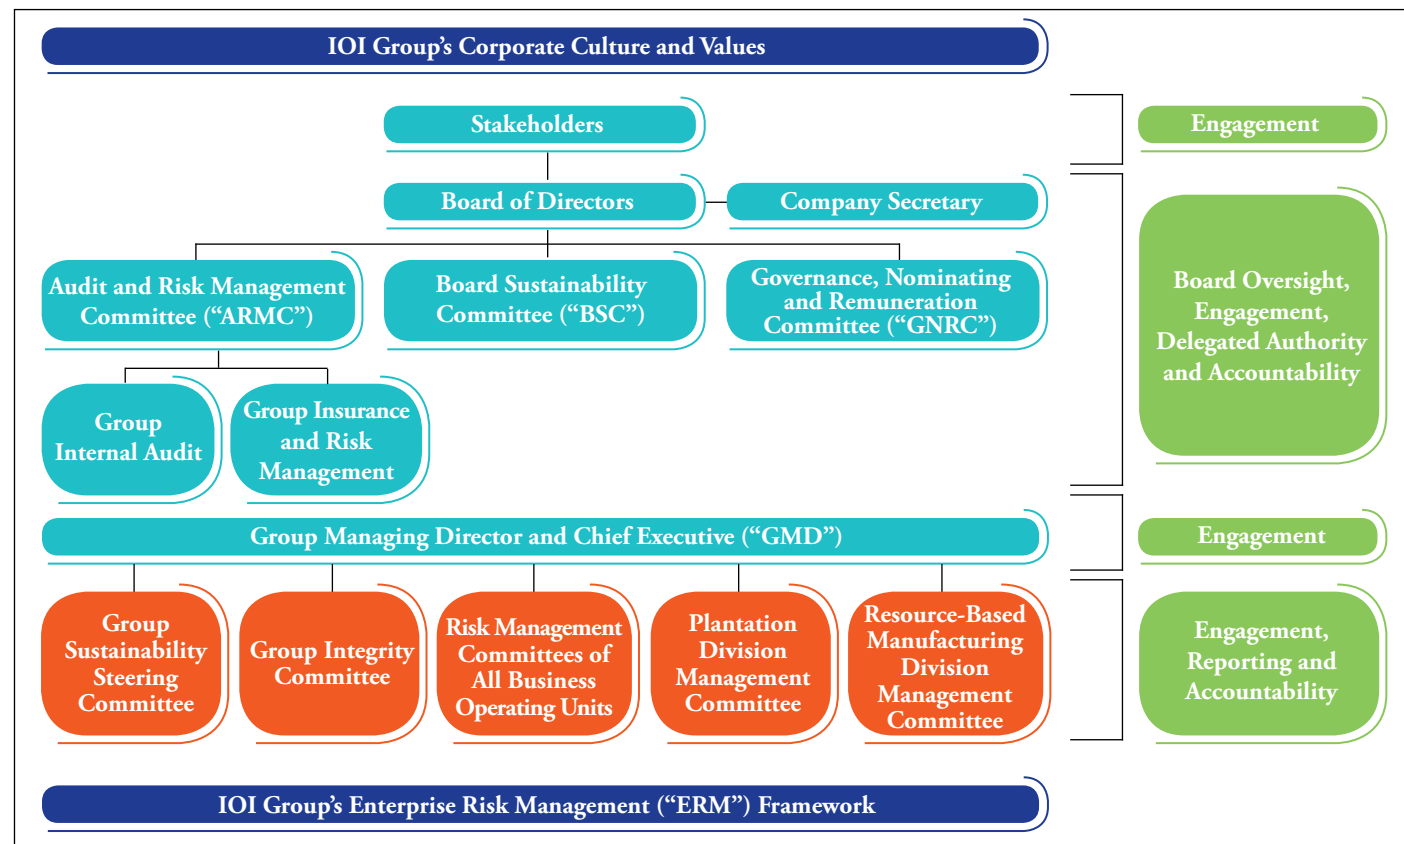 IOI Group’s Corporate Culture and Values
Stakeholders
Engagement
Board of Directors
Company Secretary
Audit and Risk Management
Committee (“ARMC”)
Board Sustainability
Committee (“BSC”)
Governance, Nominating
and Remuneration
Committee (“GNRC”)
Board Oversight,
Engagement,
Delegated Authority
and Accountability
Group
Internal Audit
Group Insurance
and Risk
Management
Group Managing Director and Chief Executive (“GMD”)
Engagement
Group
Sustainability
Steering
Committee
Group Integrity
Committee
Risk Management
Committees of
All Business
Operating Units
Plantation
Division
Management
Committee
Resource-Based
Manufacturing
Division
Management
Committee
Engagement,
Reporting and
Accountability
IOI Group’s Enterprise Risk Management (“ERM”) Framework